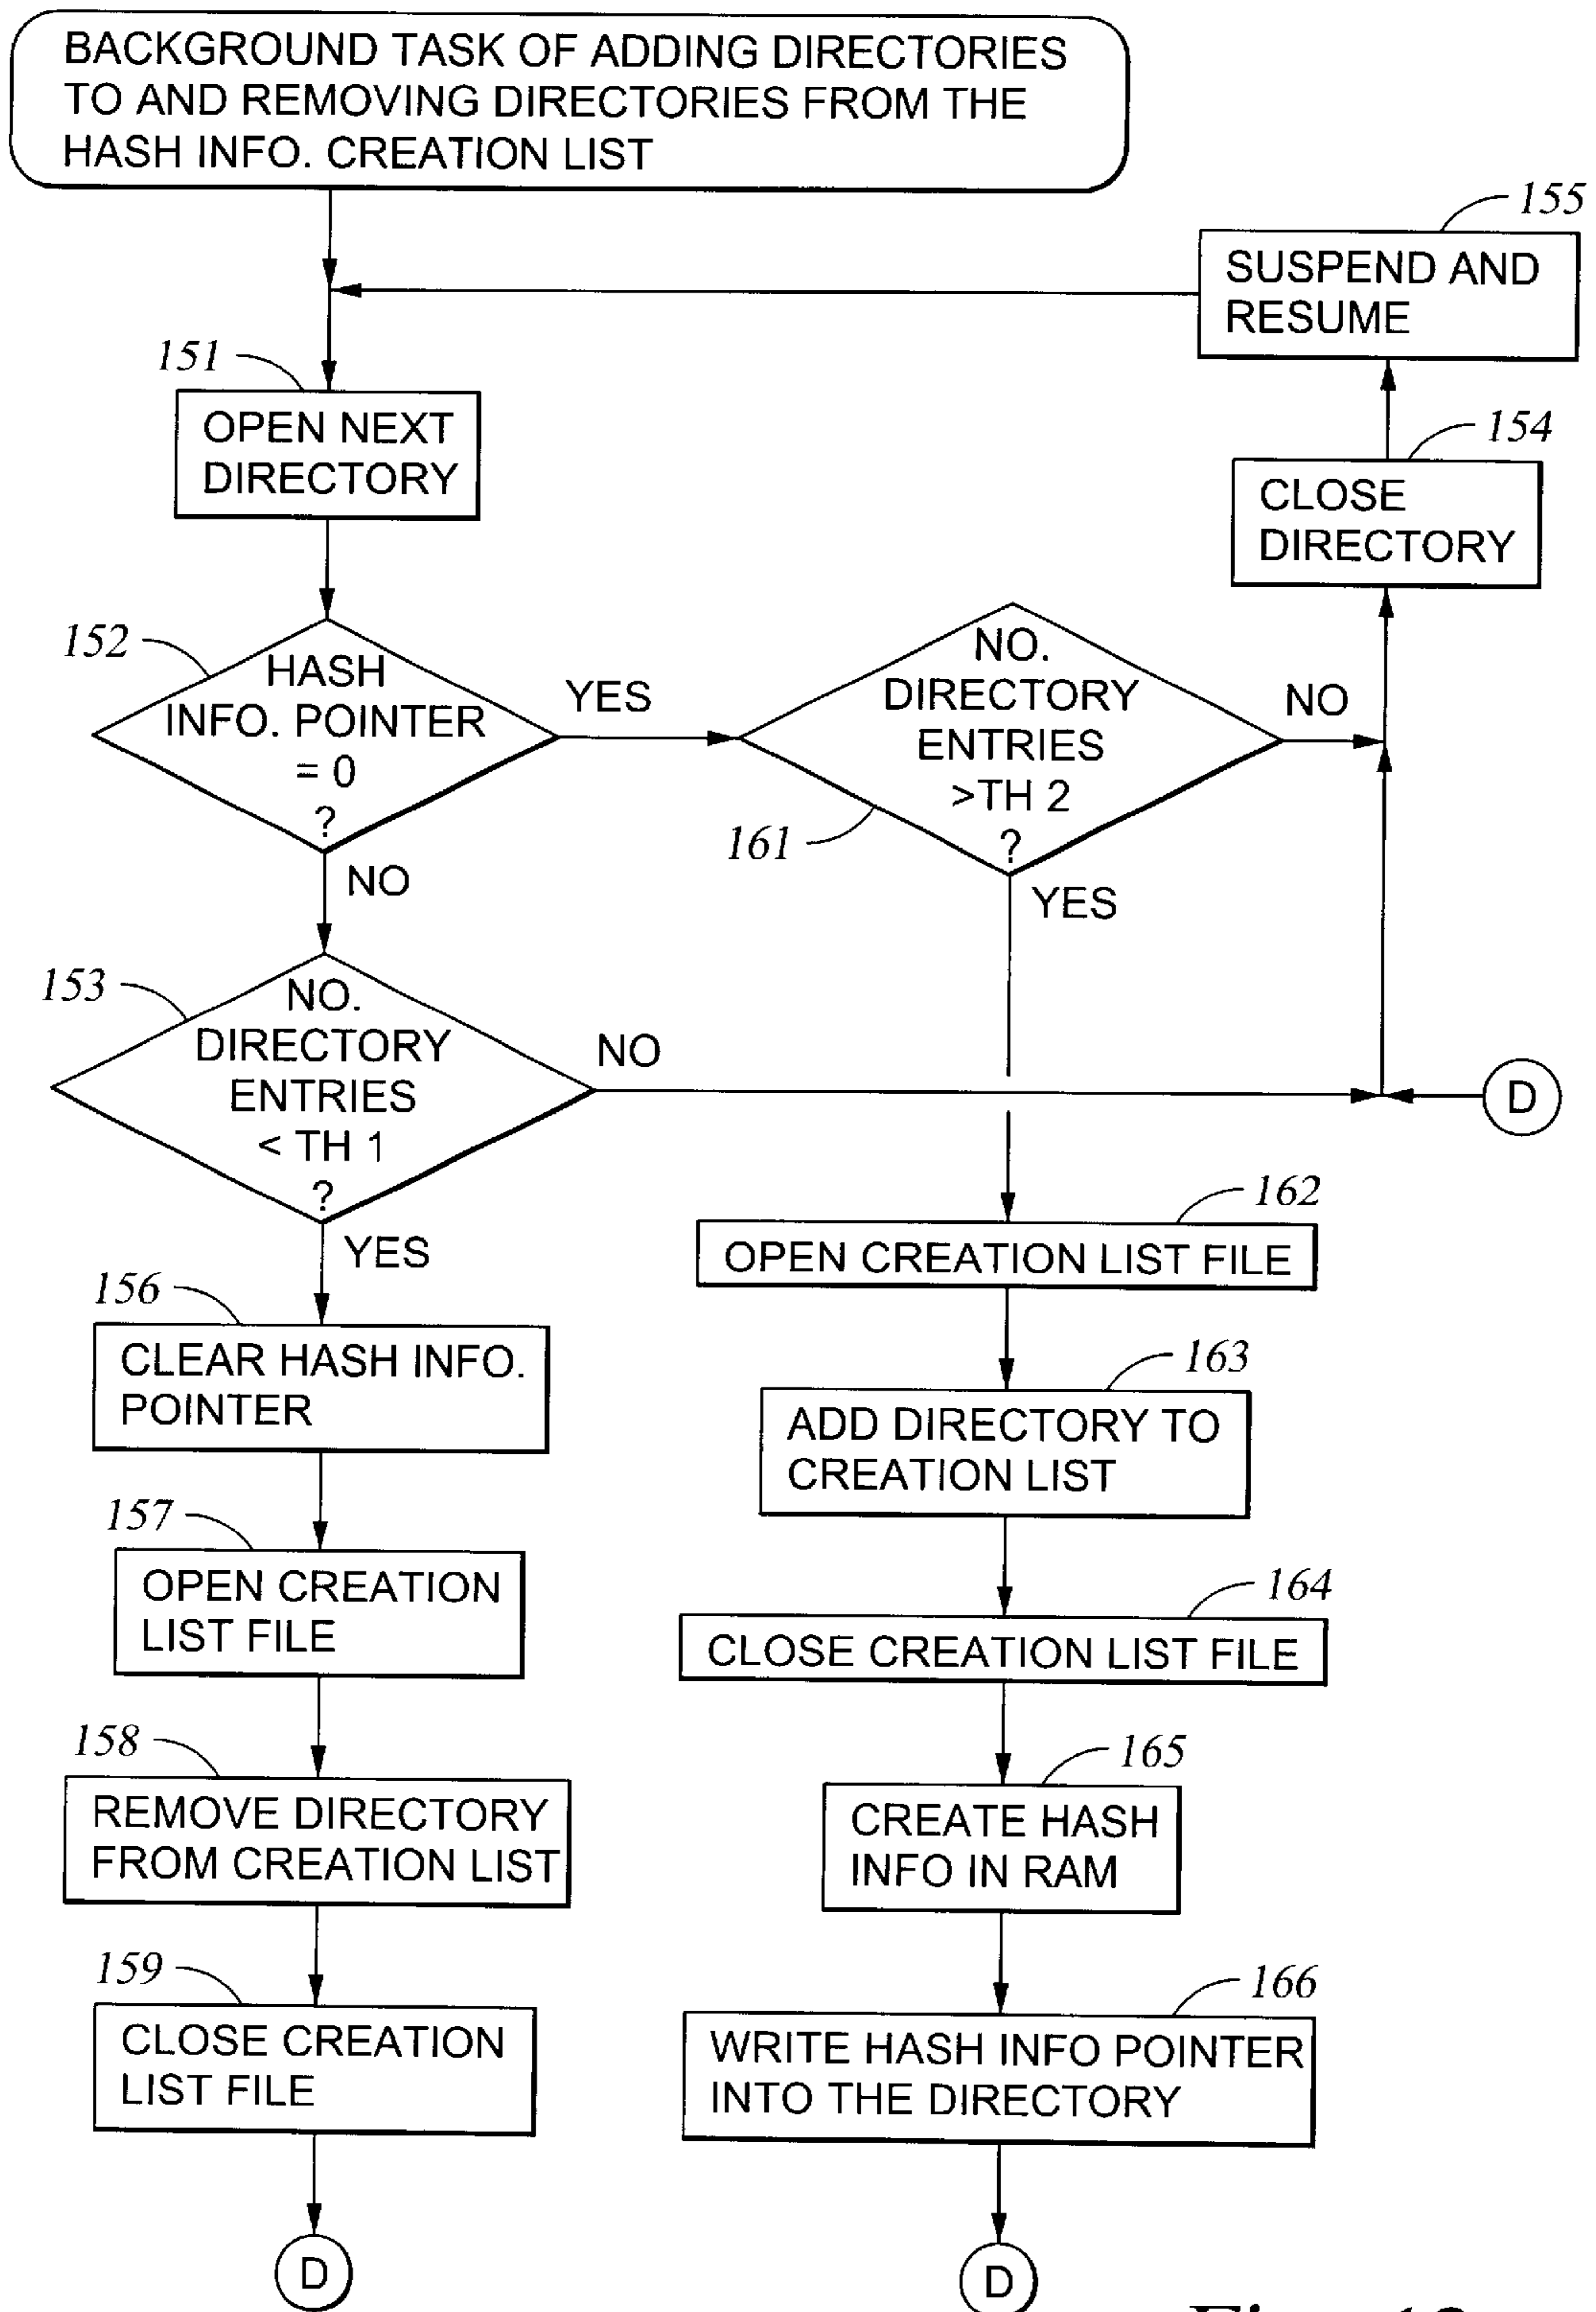 BACKGROUND TASK OF ADDING DIRECTORIES
TO AND REMOVING DIRECTORIES FROM THE
HASH INFO. CREATION LIST
155
SUSPEND AND
RESUME
151
OPEN NEXT
DIRECTORY
154
CLOSE
DIRECTORY
152
HASH
INFO. POINTER
= 0
?
YES
NO
NO.
DIRECTORY
ENTRIES
>TH 2
?
161
NO
YES
153
NO.
DIRECTORY
ENTRIES
< TH 1
?
NO
YES
D
162
OPEN CREATION LIST FILE
156
CLEAR HASH INFO.
POINTER
163
ADD DIRECTORY TO
CREATION LIST
157
OPEN CREATION
LIST FILE
164
CLOSE CREATION LIST FILE
158
REMOVE DIRECTORY
FROM CREATION LIST
165
CREATE HASH
INFO IN RAM
159
CLOSE CREATION
LIST FILE
166
WRITE HASH INFO POINTER
INTO THE DIRECTORY
D
D